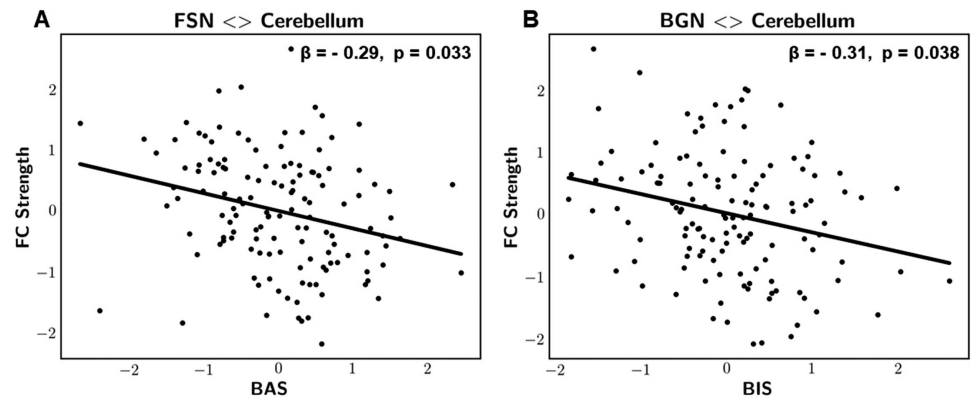 A
FSN <> Cerebellum
β = - 0.29, p = 0.033
2
1
0
−1
−2
FC Strength
−2 −1 0 1 2
BAS
B
BGN <> Cerebellum
β = - 0.31, p = 0.038
2
1
0
−1
−2
FC Strength
−2 −1 0 1 2
BIS